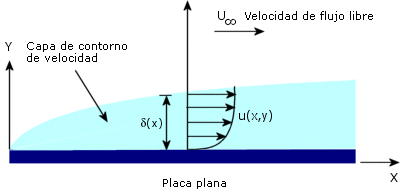 U∞ Velocidad de flujo libre
Y
Capa de contorno
de velocidad
δ(x)
u(x,y)
Placa plana
X